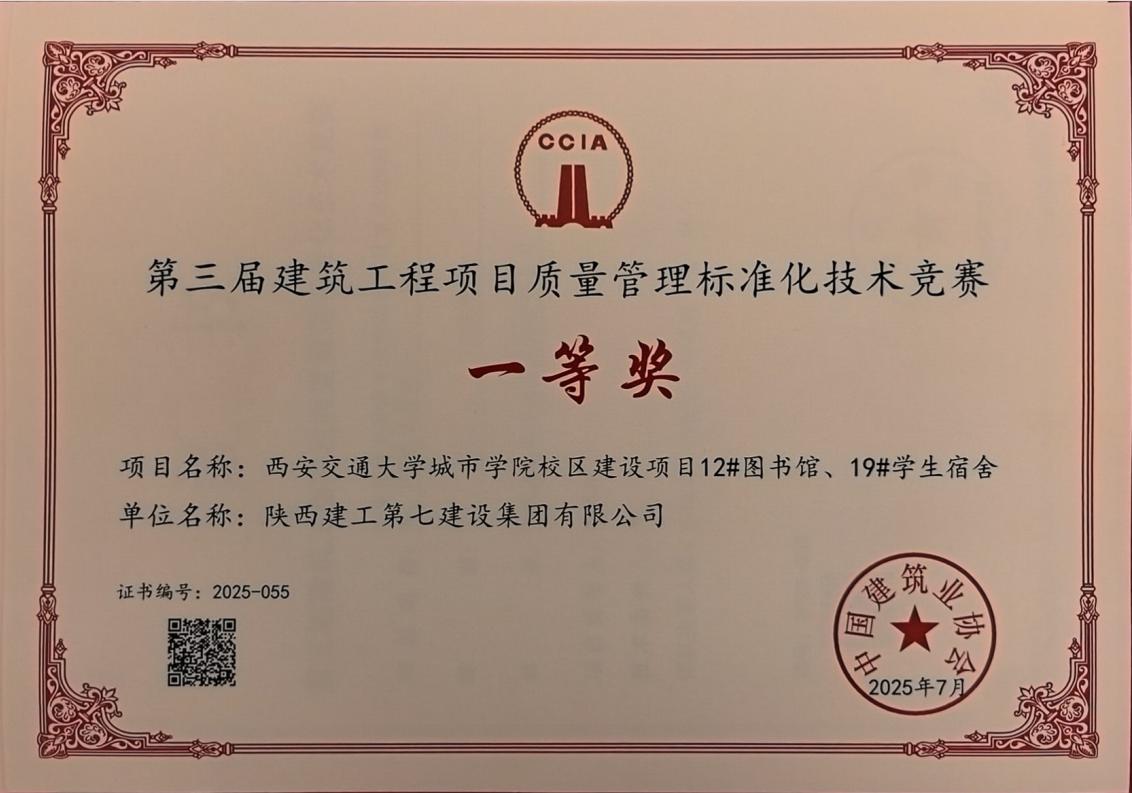 CCIA
第三届建筑工程项目质量管理标准化技术竞赛
一等奖
项目名称：西安交通大学城市学院校区建设项目12#图书馆、19#学生宿舍
单位名称：陕西建工第七建设集团有限公司
证书编号：2025-055
中国建筑业协会
2025年7月